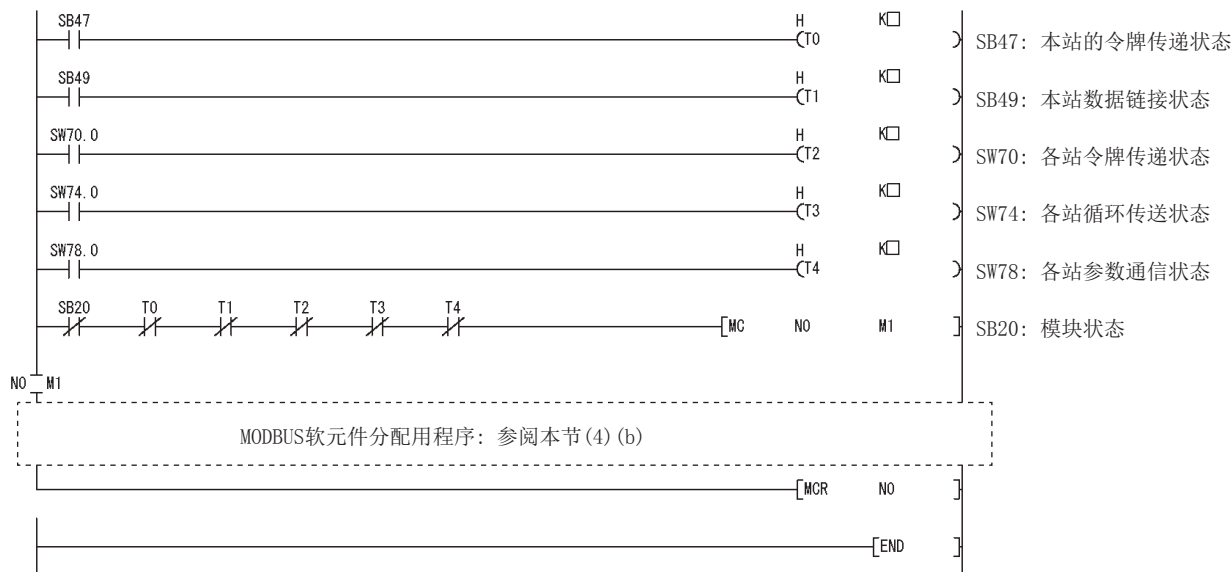 SB47 H K□
T0 SB47: 本站的令牌传递状态
SB49 H K□
T1 SB49: 本站数据链接状态
SW70.0 H K□
T2 SW70: 各站令牌传递状态
SW74.0 H K□
T3 SW74: 各站循环传送状态
SW78.0 H K□
T4 SW78: 各站参数通信状态
SB20 T0 T1 T2 T3 T4
MC N0 M1 SB20: 模块状态
N0 M1
MODBUS软元件分配用程序: 参阅本节(4)(b)
MCR N0
END